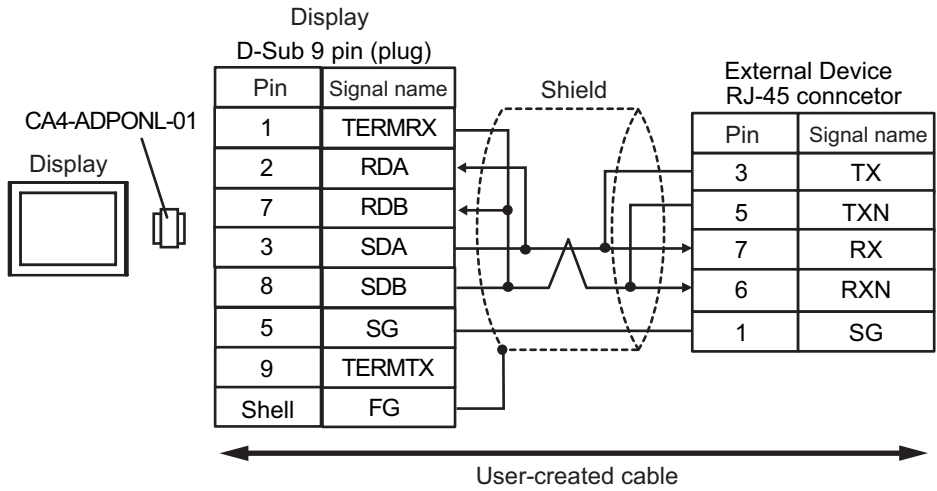 Display
D-Sub 9 pin (plug)
Pin Signal name
1 TERMRX
2 RDA
7 RDB
3 SDA
8 SDB
5 SG
9 TERMTX
Shell FG
CA4-ADPONL-01
Display
Shield
External Device
RJ-45 conncetor
Pin Signal name
3 TX
5 TXN
7 RX
6 RXN
1 SG
User-created cable